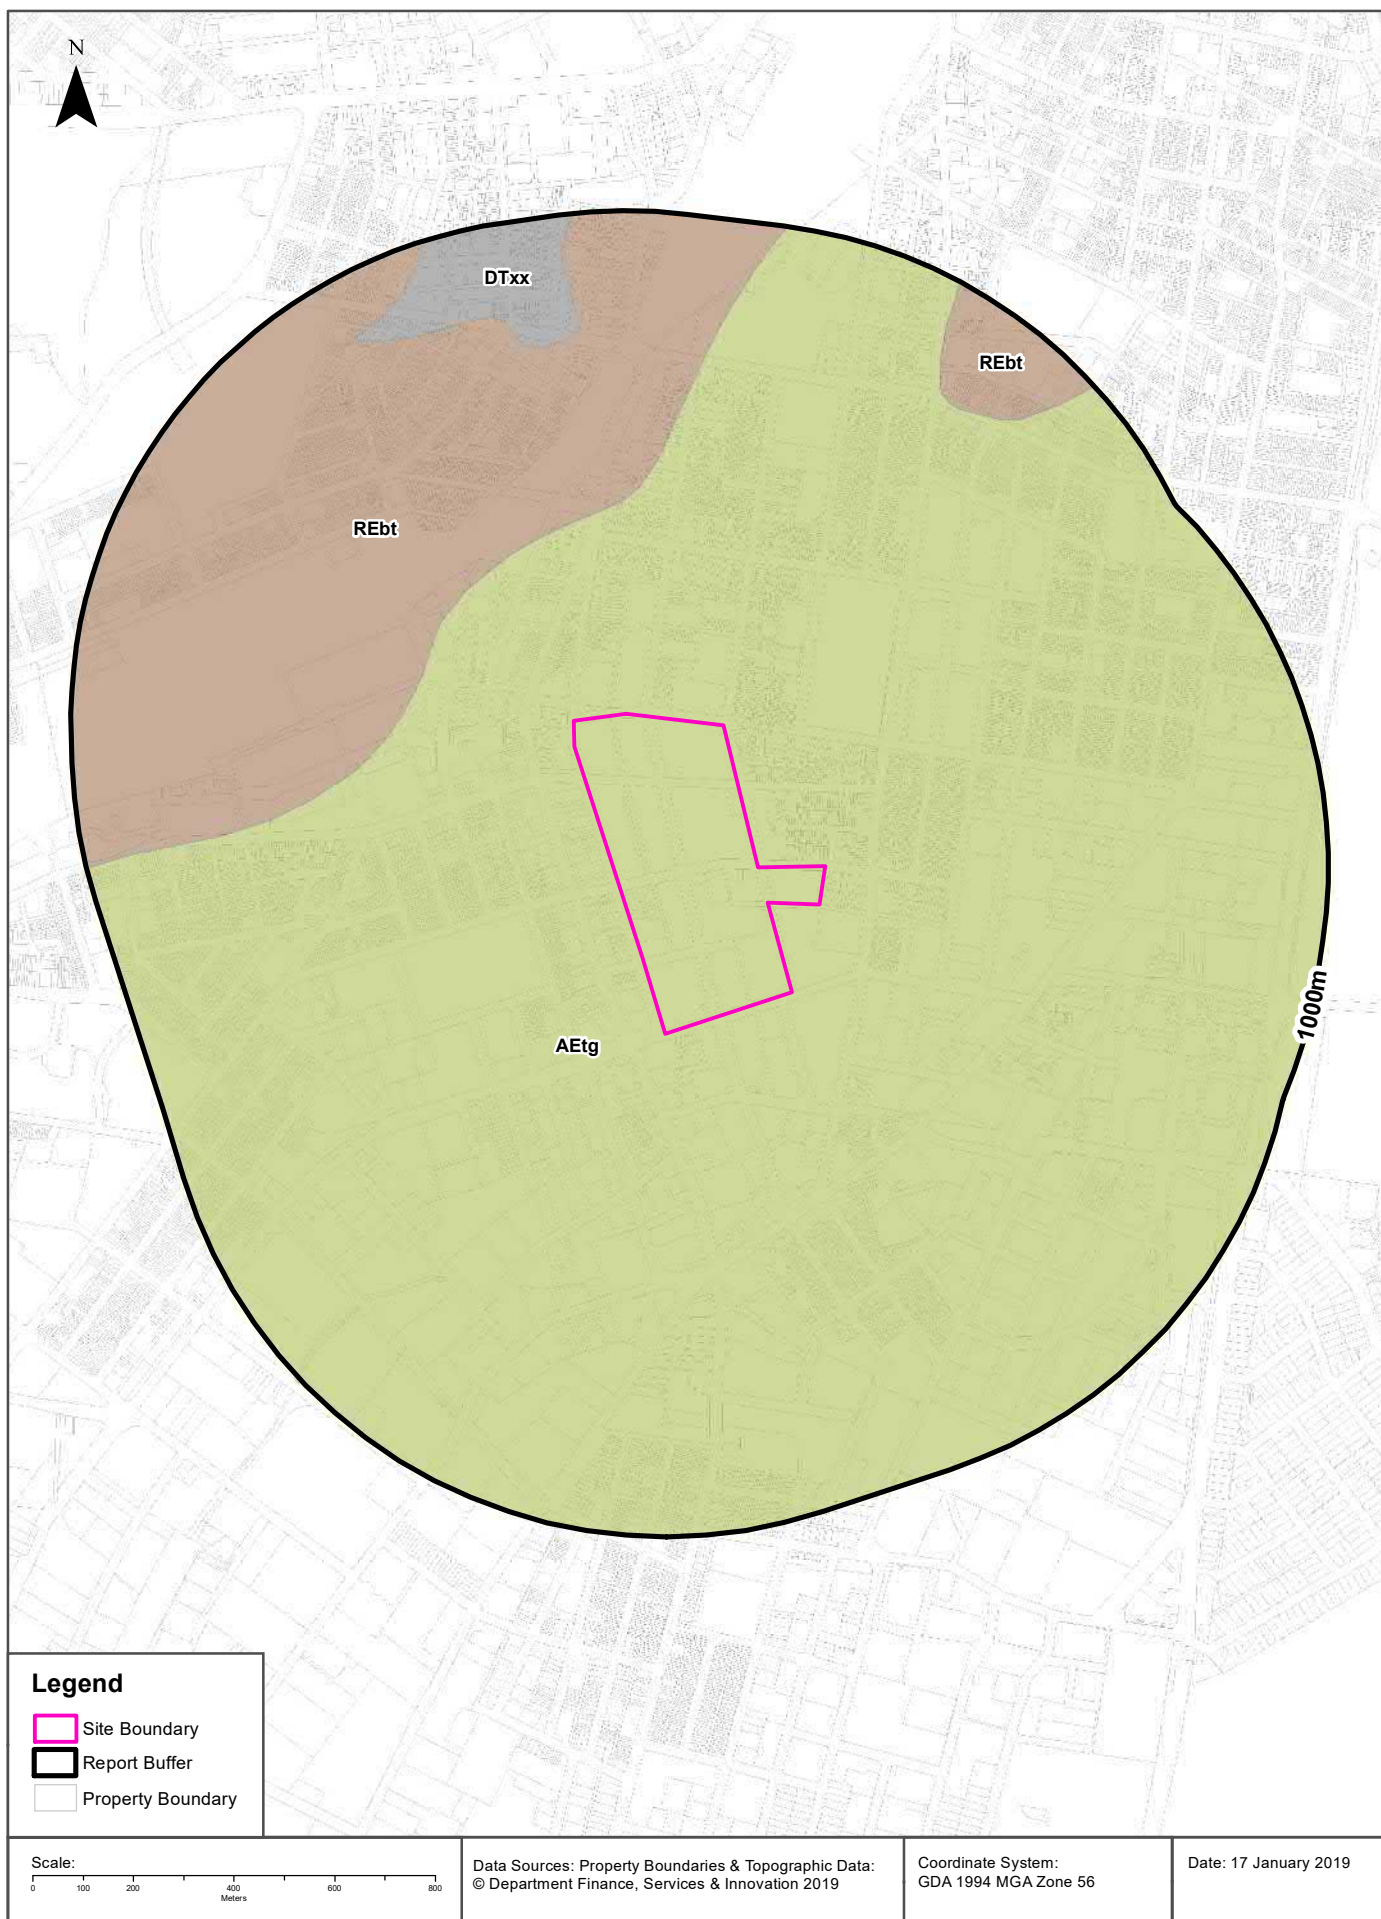 N
DTxx
REbt
REbt
1000m
AEtg
Legend
Site Boundary
Report Buffer
Property Boundary
Scale:
0 100 200 400 600 800
Meters
Data Sources: Property Boundaries & Topographic Data:
© Department Finance, Services & Innovation 2019
Coordinate System:
GDA 1994 MGA Zone 56
Date: 17 January 2019